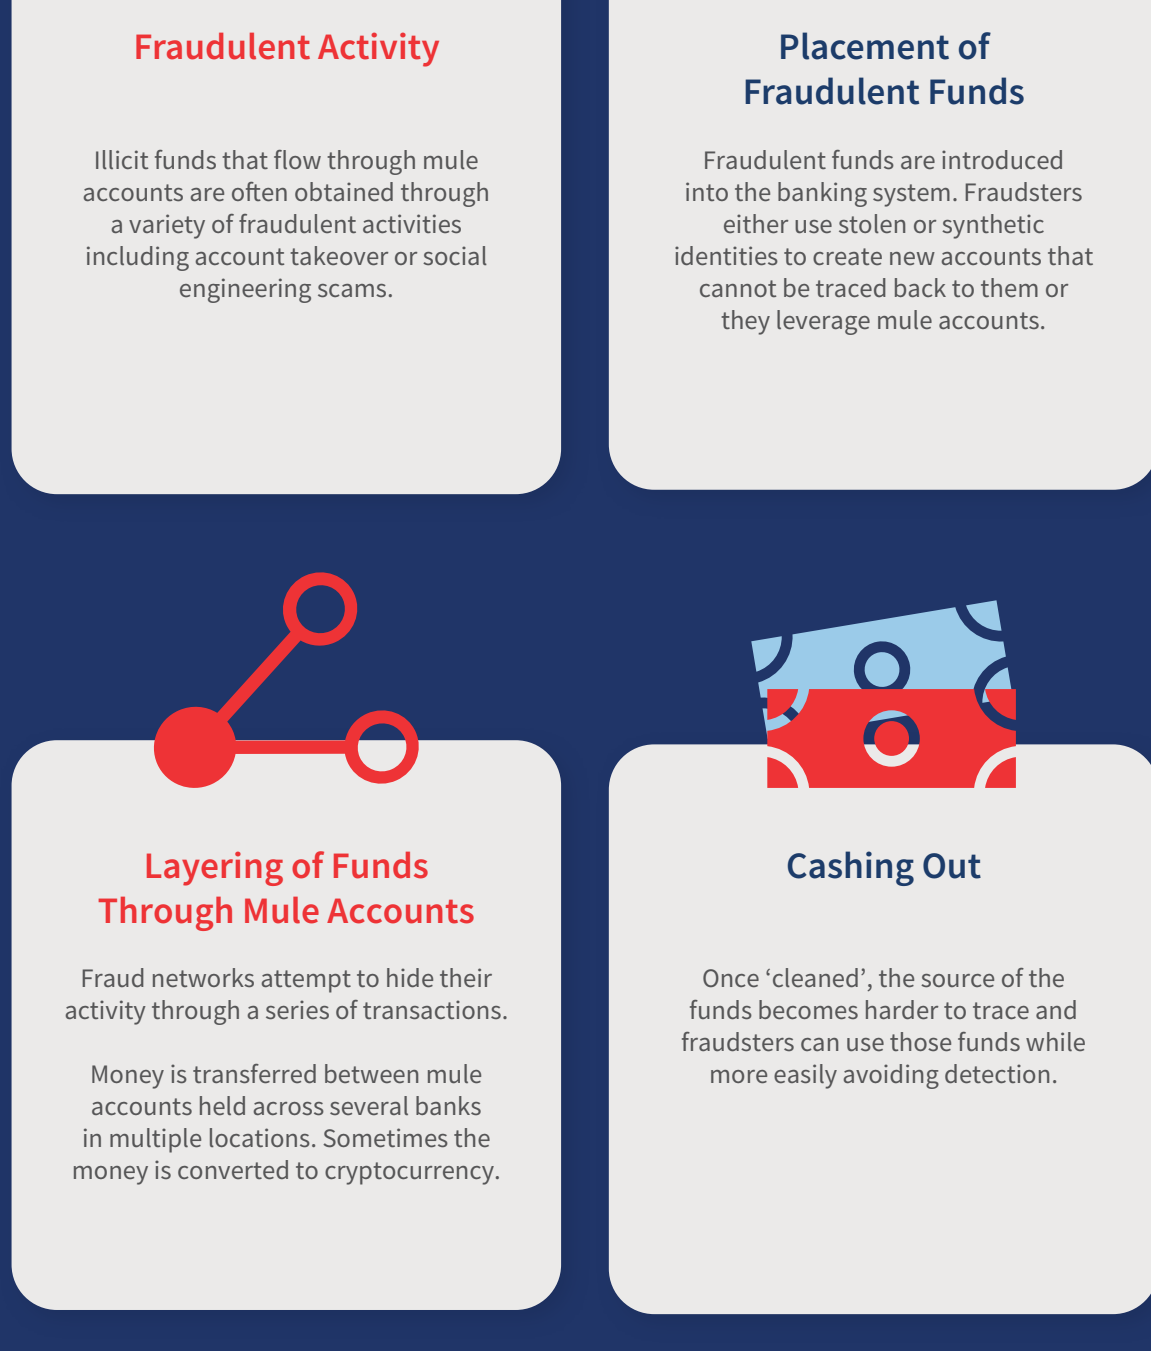 Fraudulent Activity
Illicit funds that flow through mule
accounts are often obtained through
a variety of fraudulent activities
including account takeover or social
engineering scams.
Placement of
Fraudulent Funds
Fraudulent funds are introduced
into the banking system. Fraudsters
either use stolen or synthetic
identities to create new accounts that
cannot be traced back to them or
they leverage mule accounts.
Layering of Funds
Through Mule Accounts
Fraud networks attempt to hide their
activity through a series of transactions.
Money is transferred between mule
accounts held across several banks
in multiple locations. Sometimes the
money is converted to cryptocurrency.
Cashing Out
Once ‘cleaned’, the source of the
funds becomes harder to trace and
fraudsters can use those funds while
more easily avoiding detection.